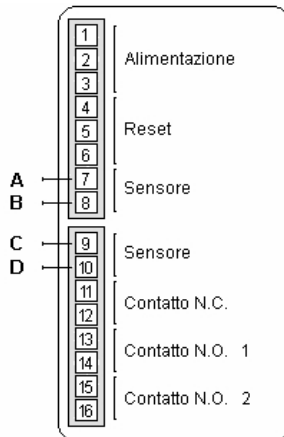 1
2 Alimentazione
3
4
5 Reset
6
A 7 Sensore
B 8
C 9 Sensore
D 10
11 Contatto N.C.
12
13 Contatto N.O. 1
14
15 Contatto N.O. 2
16